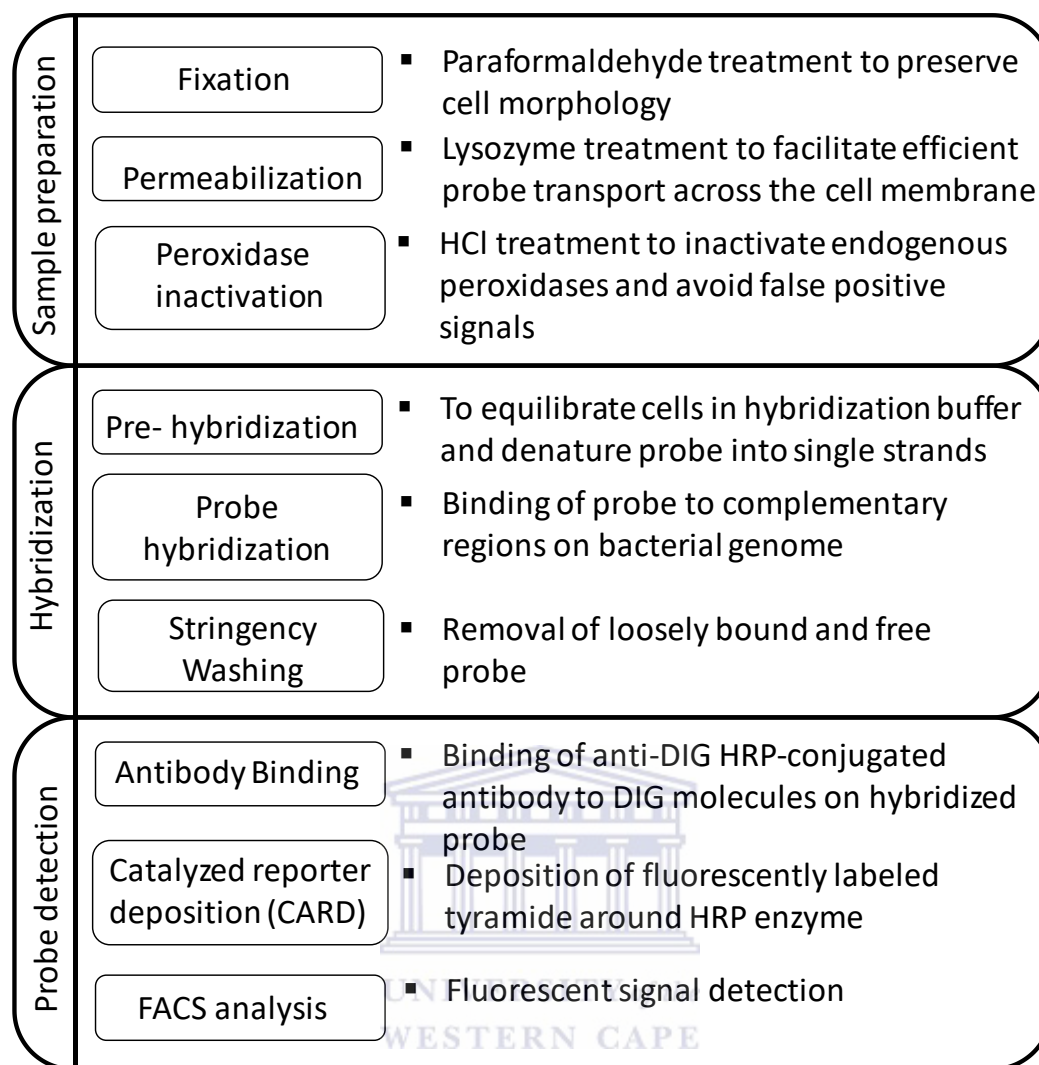 Sample preparation
Fixation
▪ Paraformaldehyde treatment to preserve
cell morphology
Permeabilization
▪ Lysozyme treatment to facilitate efficient
probe transport across the cell membrane
Peroxidase
inactivation
▪ HCl treatment to inactivate endogenous
peroxidases and avoid false positive
signals
Hybridization
Pre- hybridization
▪ To equilibrate cells in hybridization buffer
and denature probe into single strands
Probe
hybridization
▪ Binding of probe to complementary
regions on bacterial genome
Stringency
Washing
▪ Removal of loosely bound and free
probe
Probe detection
Antibody Binding
▪ Binding of anti-DIG HRP-conjugated
antibody to DIG molecules on hybridized
probe
Catalyzed reporter
deposition (CARD)
▪ Deposition of fluorescently labeled
tyramide around HRP enzyme
FACS analysis
▪ Fluorescent signal detection
WESTERN CAPE